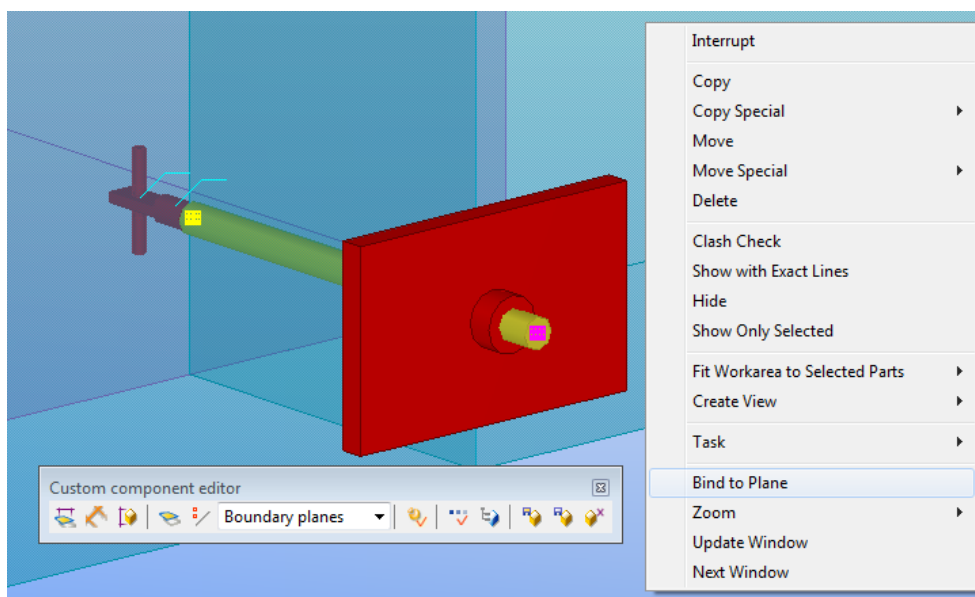 Interrupt
Copy
Copy Special
Move
Move Special
Delete
Clash Check
Show with Exact Lines
Hide
Show Only Selected
Fit Workarea to Selected Parts
Create View
Task
Bind to Plane
Zoom
Update Window
Next Window
Custom component editor
Boundary planes